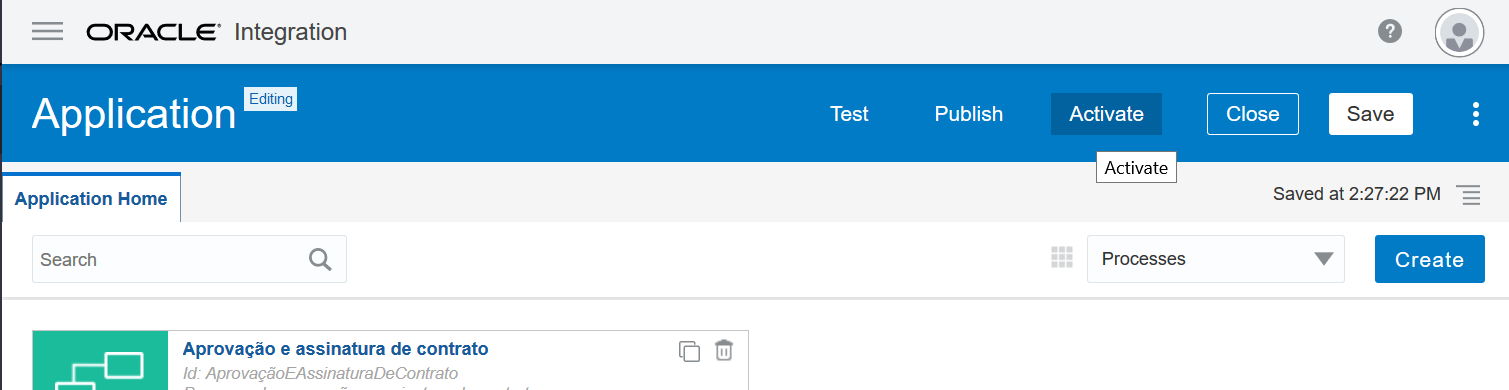 ORACLE® Integration
?
Application Editing
Test Publish Activate Close Save
Activate
Application Home
Saved at 2:27:22 PM
Search
Processes
Create
Aprovação e assinatura de contrato
Id: AprovaçãoEAssinaturaDeContrato